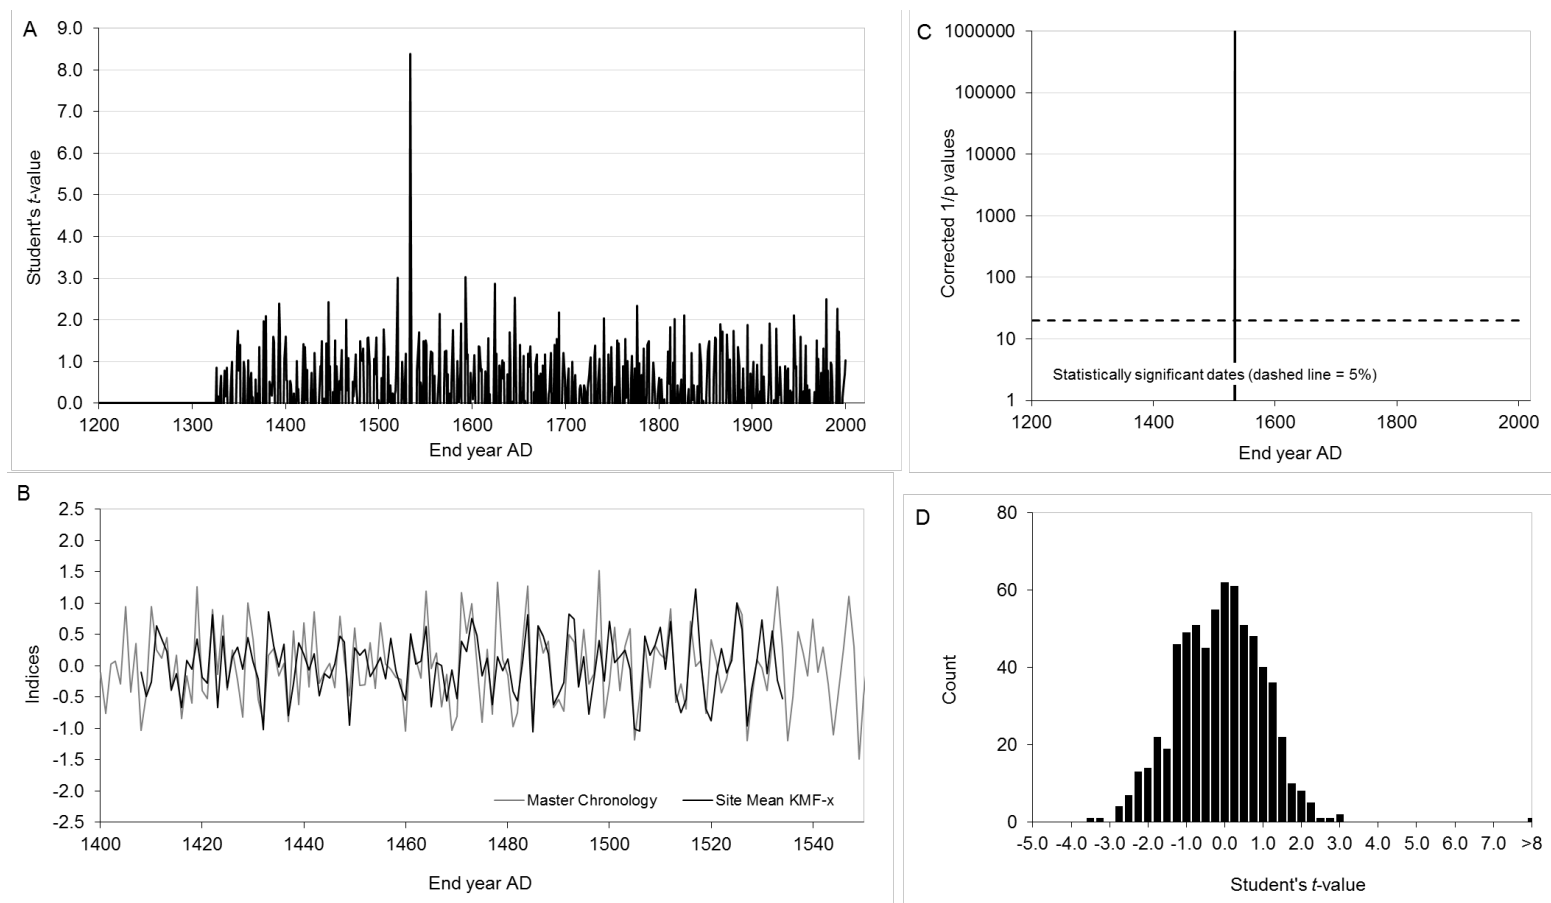 A
9.0
8.0
7.0
6.0
5.0
4.0
3.0
2.0
1.0
0.0
Student's t-value
1200 1300 1400 1500 1600 1700 1800 1900 2000
End year AD
C
1000000
100000
10000
1000
100
10
1
Corrected 1/p values
Statistically significant dates (dashed line = 5%)
1200 1400 1600 1800 2000
End year AD
B
2.5
2.0
1.5
1.0
0.5
0.0
-0.5
-1.0
-1.5
-2.0
-2.5
Indices
Master Chronology Site Mean KMF-x
1400 1420 1440 1460 1480 1500 1520 1540
End year AD
D
80
60
40
20
0
Count
-5.0 -4.0 -3.0 -2.0 -1.0 0.0 1.0 2.0 3.0 4.0 5.0 6.0 7.0 >8
Student's t-value